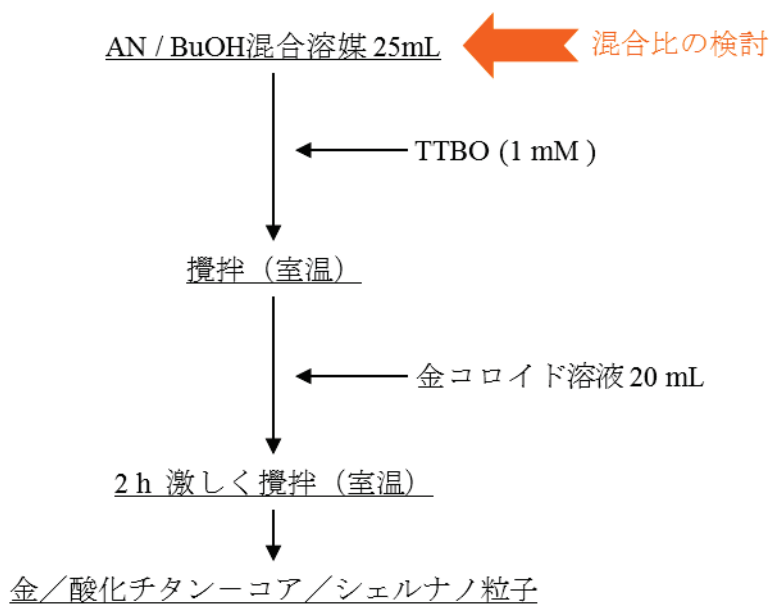 AN / BuOH混合溶媒 25mL
混合比の検討
TTBO (1 mM )
攪拌（室温）
金コロイド溶液 20 mL
2 h 激しく攪拌（室温）
金／酸化チタン－コア／シェルナノ粒子